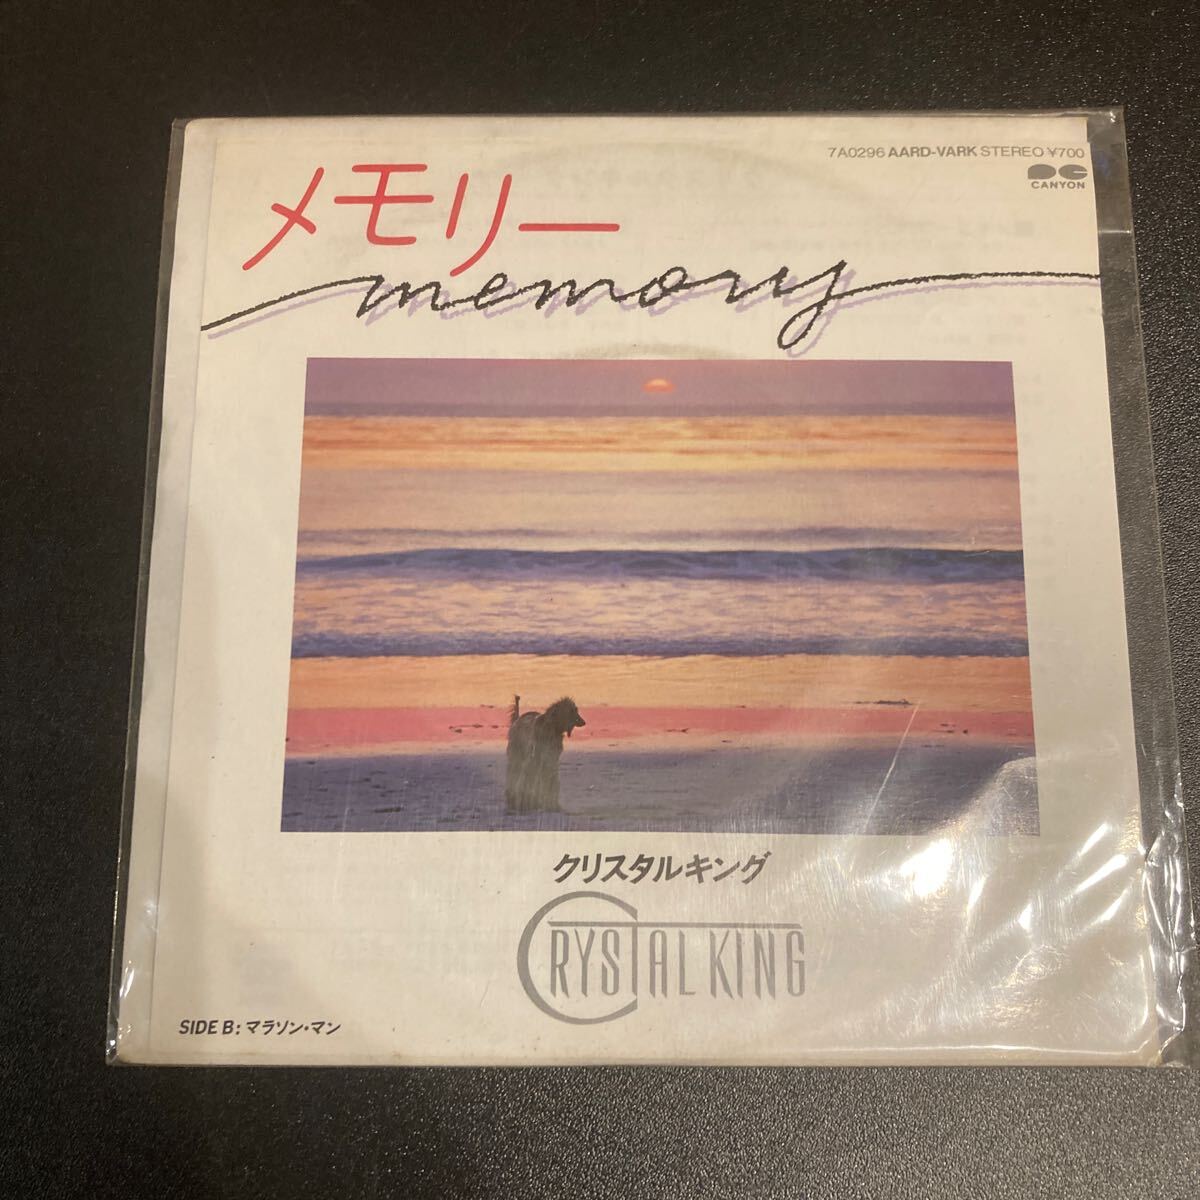 7A0296 AARD-VARK STEREO ¥700
CANYON
メモリー
memory
クリスタルキング
CRYSTAL KING
SIDE B: マラソン・マン